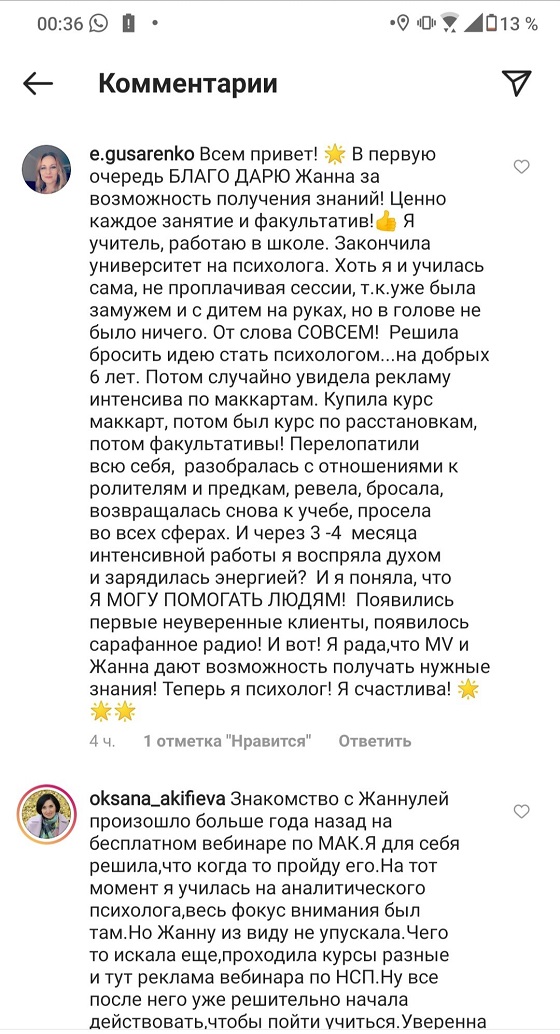 00:36
13 %
Комментарии
e.gusarenko Всем привет! 🌟 В первую
очередь БЛАГО ДАРЮ Жанна за
возможность получения знаний! Ценно
каждое занятие и факультатив!👍 Я
учитель, работаю в школе. Закончила
университет на психолога. Хоть я и училась
сама, не проплачивая сессии, т.к.уже была
замужем и с дитем на руках, но в голове не
было ничего. От слова СОВСЕМ! Решила
бросить идею стать психологом...на добрых
6 лет. Потом случайно увидела рекламу
интенсива по маккартам. Купила курс
маккарт, потом был курс по расстановкам,
потом факультативы! Перелопатили
всю себя, разобралась с отношениями к
ролителям и предкам, ревела, бросала,
возвращалась снова к учебе, просела
во всех сферах. И через 3 -4 месяца
интенсивной работы я воспряла духом
и зарядилась энергией? И я поняла, что
Я МОГУ ПОМОГАТЬ ЛЮДЯМ! Появились
первые неуверенные клиенты, появилось
сарафанное радио! И вот! Я рада,что MV и
Жанна дают возможность получать нужные
знания! Теперь я психолог! Я счастлива! 🌟
🌟🌟
4 ч. 1 отметка "Нравится" Ответить
oksana_akifieva Знакомство с Жаннулей
произошло больше года назад на
бесплатном вебинаре по МАК.Я для себя
решила,что когда то пройду его.На тот
момент я училась на аналитического
психолога,весь фокус внимания был
там.Но Жанну из виду не упускала.Чего
то искала еще,проходила курсы разные
и тут реклама вебинара по НСП.Ну все
после него уже решительно начала
действовать,чтобы пойти учиться.Уверенна